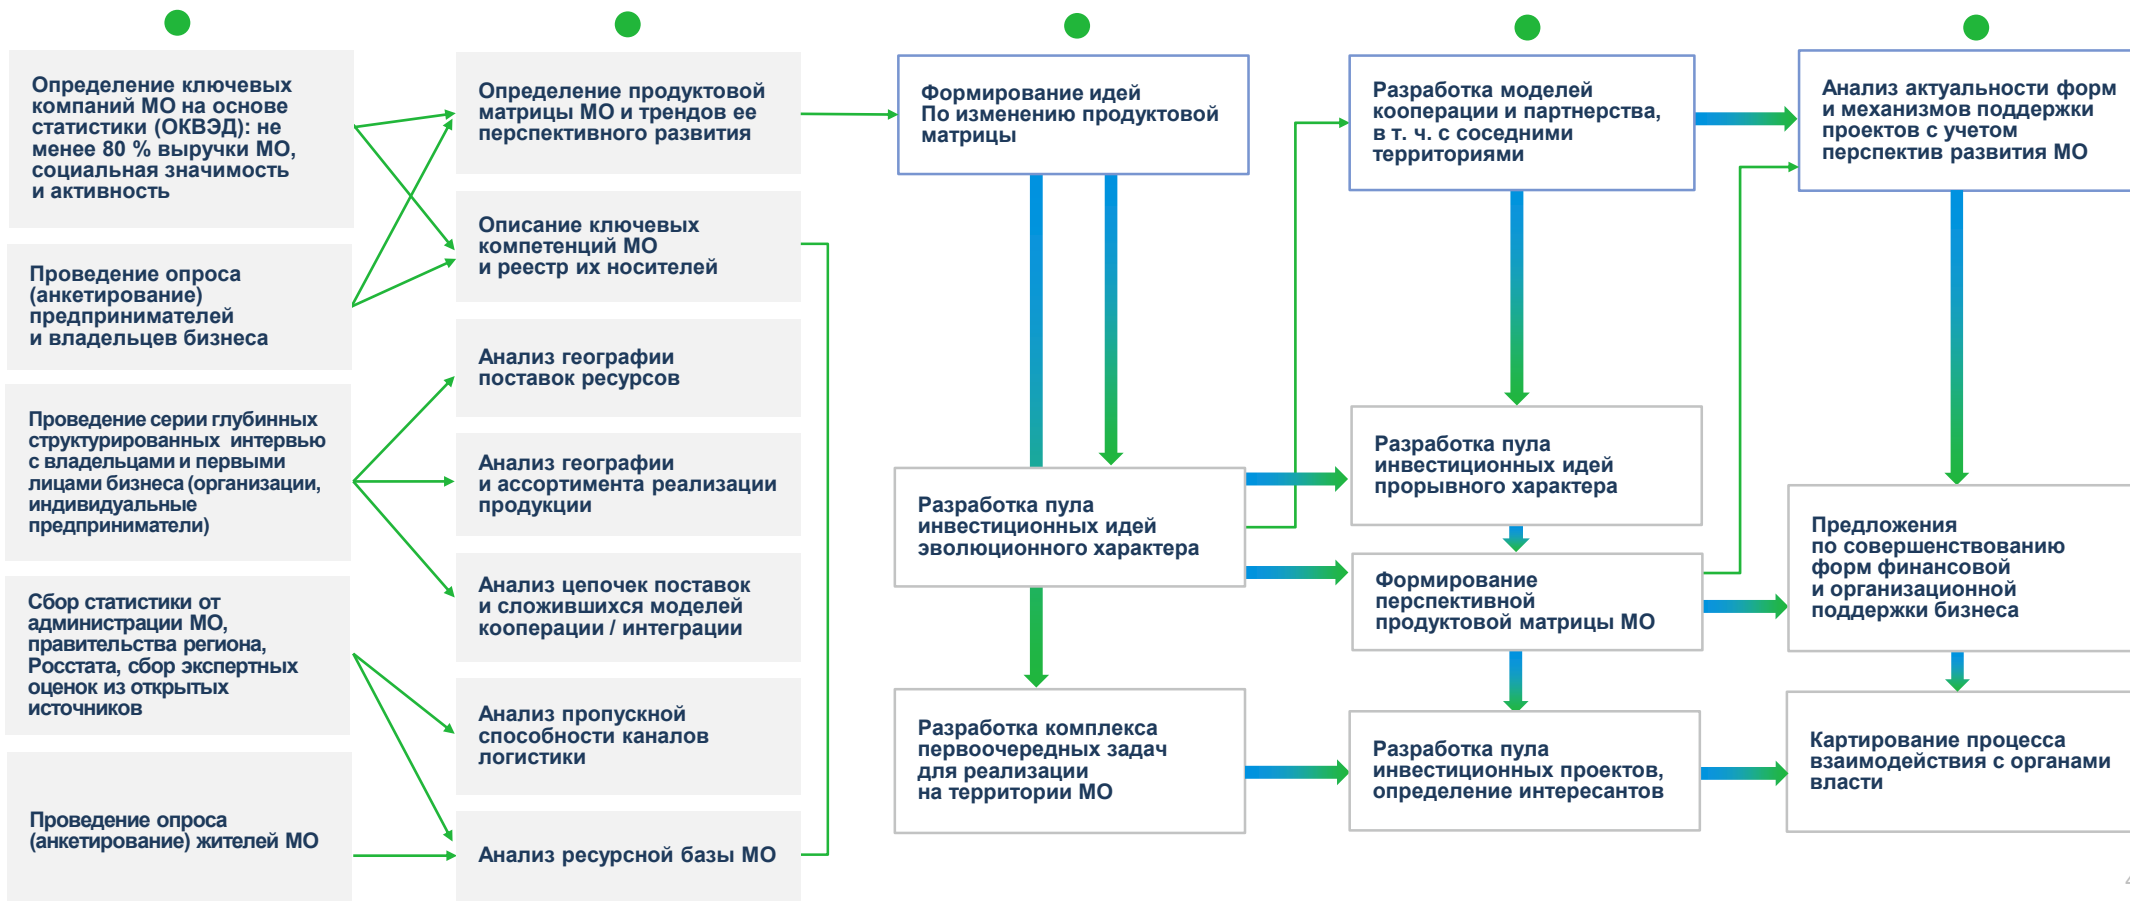 Определение ключевых
компаний МО на основе
статистики (ОКВЭД): не
менее 80 % выручки МО,
социальная значимость
и активность
Проведение опроса
(анкетирование)
предпринимателей
и владельцев бизнеса
Проведение серии глубинных
структурированных интервью
с владельцами и первыми
лицами бизнеса (организации,
индивидуальные
предприниматели)
Сбор статистики от
администрации МО,
правительства региона,
Росстата, сбор экспертных
оценок из открытых
источников
Проведение опроса
(анкетирование) жителей МО
Определение продуктовой
матрицы МО и трендов ее
перспективного развития
Описание ключевых
компетенций МО
и реестр их носителей
Анализ географии
поставок ресурсов
Анализ географии
и ассортимента реализации
продукции
Анализ цепочек поставок
и сложившихся моделей
кооперации / интеграции
Анализ пропускной
способности каналов
логистики
Анализ ресурсной базы МО
Формирование идей
По изменению продуктовой
матрицы
Разработка пула
инвестиционных идей
эволюционного характера
Разработка комплекса
первоочередных задач
для реализации
на территории МО
Разработка моделей
кооперации и партнерства,
в т. ч. с соседними
территориями
Разработка пула
инвестиционных идей
прорывного характера
Формирование
перспективной
продуктовой матрицы МО
Разработка пула
инвестиционных проектов,
определение интересантов
Анализ актуальности форм
и механизмов поддержки
проектов с учетом
перспектив развития МО
Предложения
по совершенствованию
форм финансовой
и организационной
поддержки бизнеса
Картирование процесса
взаимодействия с органами
власти